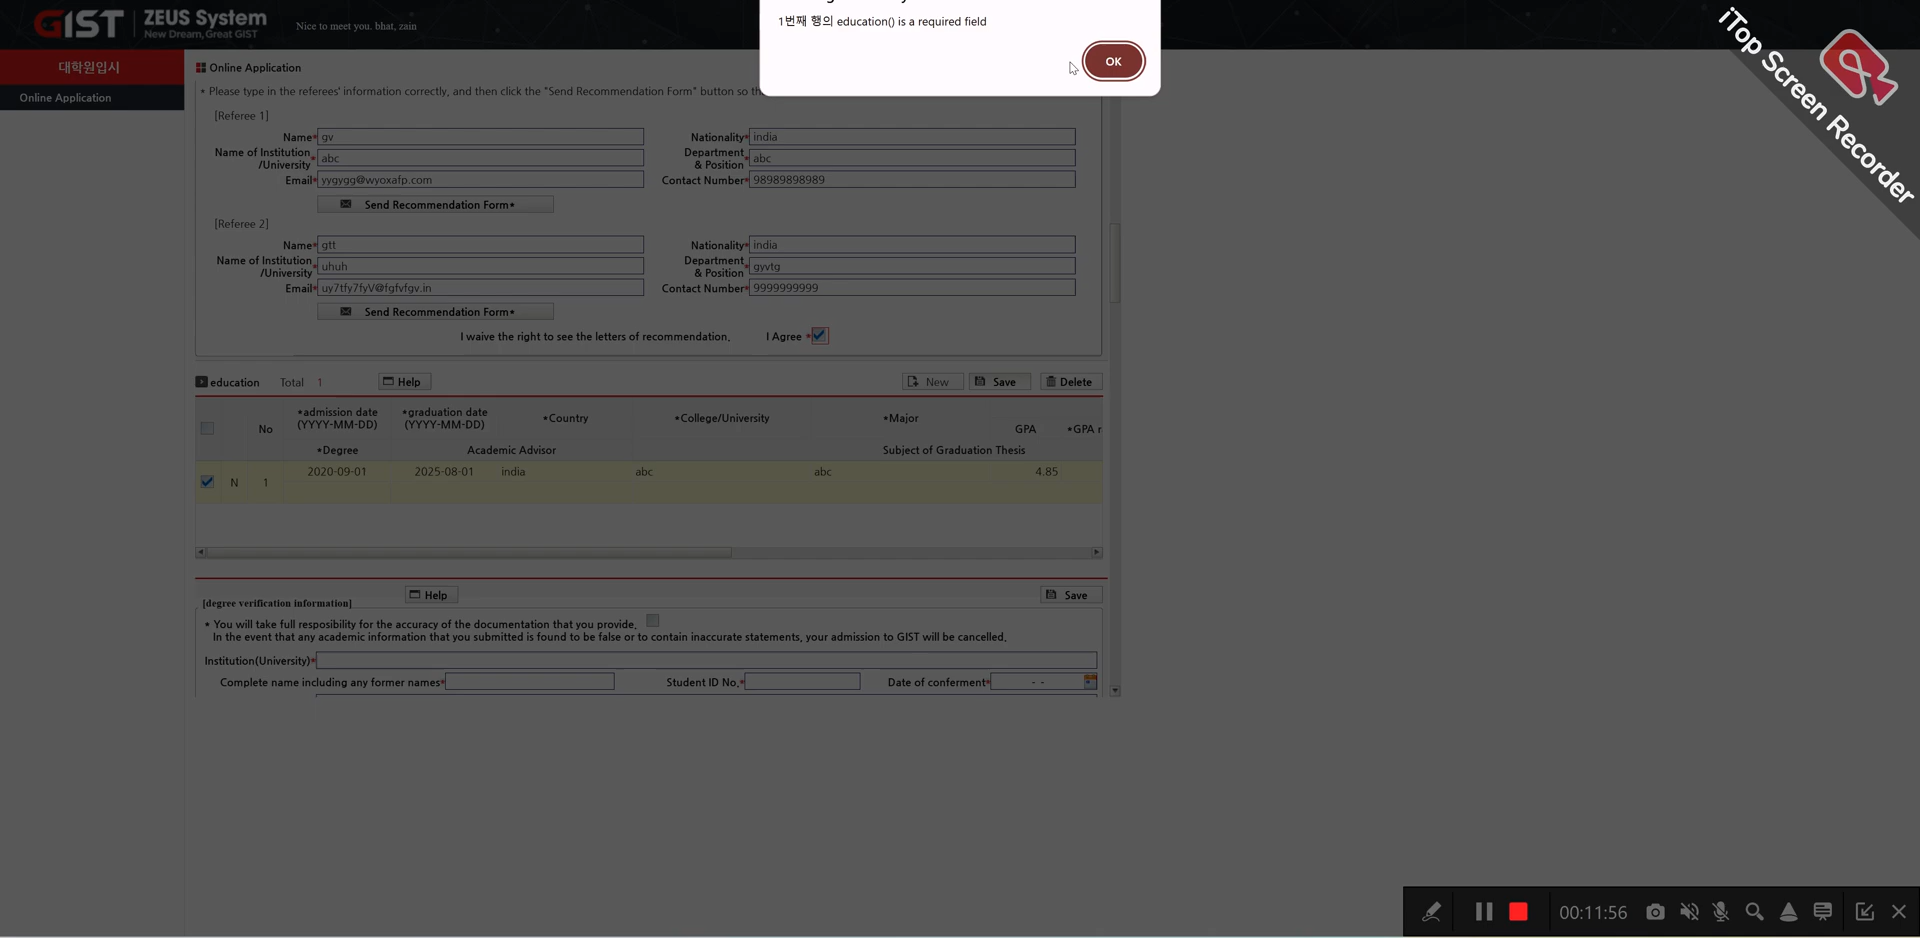 GIST ZEUS System
New Dream, Great GIST
Nice to meet you. bhat, zain
1번째 행의 education() is a required field
OK
iTop Screen Recorder
대학원입시
Online Application
Online Application
* Please type in the referees' information correctly, and then click the "Send Recommendation Form" button so th
[Referee 1]
Name* gv Nationality* india
Name of Institution /University* abc Department & Position* abc
Email* yygygg@wyoxafp.com Contact Number* 98989898989
Send Recommendation Form*
[Referee 2]
Name* gtt Nationality* india
Name of Institution /University* uhuh Department & Position* gyvtg
Email* uy7tfy7fyV@fgfvfgv.in Contact Number* 9999999999
Send Recommendation Form*
I waive the right to see the letters of recommendation. I Agree *
education Total 1 Help New Save Delete
No *admission date (YYYY-MM-DD) *graduation date (YYYY-MM-DD) *Country *College/University *Major GPA *GPA r
*Degree Academic Advisor Subject of Graduation Thesis
N 1 2020-09-01 2025-08-01 india abc abc 4.85
[degree verification information] Help Save
* You will take full resposibility for the accuracy of the documentation that you provide.
In the event that any academic information that you submitted is found to be false or to contain inaccurate statements, your admission to GIST will be cancelled.
Institution(University)*
Complete name including any former names* Student ID No.* Date of conferment* - -
00:11:56